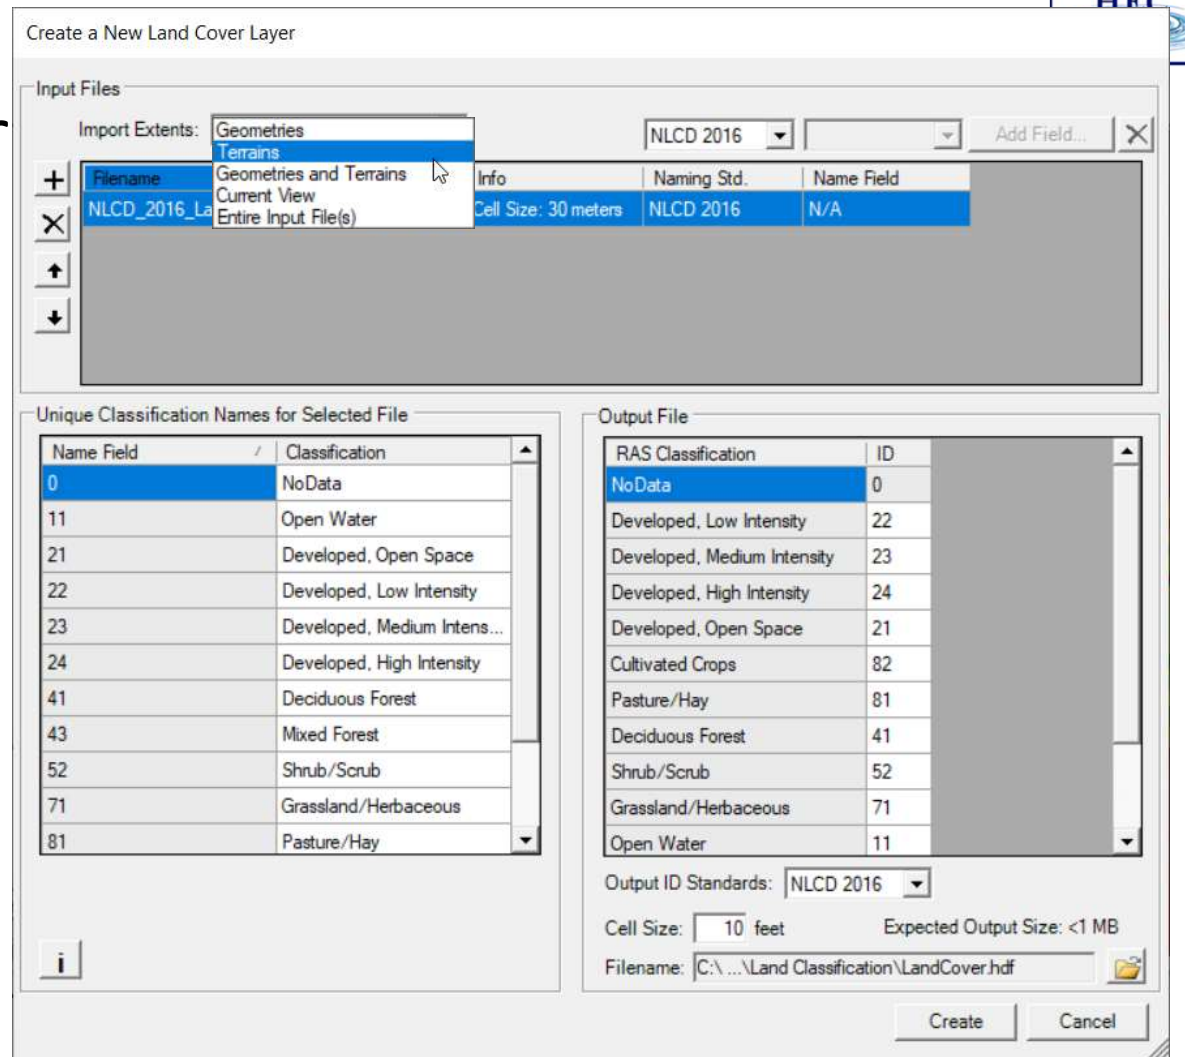 HEC
Create a New Land Cover Layer
Input Files
Import Extents: Geometries NLCD 2016 Add Field...
Terrains
Geometries and Terrains
Current View
Entire Input File(s)
Filename Info Naming Std. Name Field
NLCD_2016_La Cell Size: 30 meters NLCD 2016 N/A
Unique Classification Names for Selected File
Name Field Classification
0 NoData
11 Open Water
21 Developed, Open Space
22 Developed, Low Intensity
23 Developed, Medium Intens...
24 Developed, High Intensity
41 Deciduous Forest
43 Mixed Forest
52 Shrub/Scrub
71 Grassland/Herbaceous
81 Pasture/Hay
i
Output File
RAS Classification ID
NoData 0
Developed, Low Intensity 22
Developed, Medium Intensity 23
Developed, High Intensity 24
Developed, Open Space 21
Cultivated Crops 82
Pasture/Hay 81
Deciduous Forest 41
Shrub/Scrub 52
Grassland/Herbaceous 71
Open Water 11
Output ID Standards: NLCD 2016
Cell Size: 10 feet Expected Output Size: <1 MB
Filename: C:\ ...\Land Classification\LandCover.hdf
Create Cancel